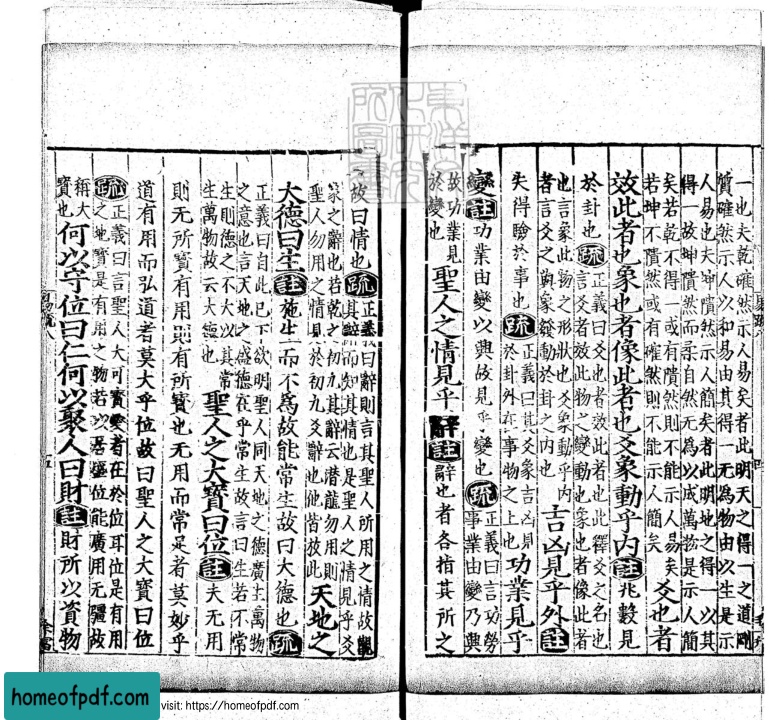 一也夫乾確然示人易者此明天之得一之道剛
質確然示人以和易由其得一无為物由以生是示
人易也夫坤隤然示人簡矣者此明地之得一以其
得一故坤隤然而柔自然无為以成萬物是示人簡
矣若乾不得一或有隤然則不能示人易矣
若坤不隤然或有確然則不能示人簡矣 爻也者
效此者也象也者像此者也爻象動乎內 註 兆數見
於卦也 疏 正義曰爻也者效此者也此釋爻之名也
言爻者效此物之變動也象也者像此者
也言象此物之形狀也爻象動乎內
者言爻之與象發動於卦之內也 吉凶見乎外 註
失得驗於事也 疏 正義曰其爻象吉凶見
於卦外在事物之上也 功業見乎
變 註 功業由變以興故見乎變也 疏 正義曰言功勞
事業由變乃興
故功業見
於變也 聖人之情見乎辭 註 辭也者各指其所之
故曰情也 疏 正義曰辭則言其聖人所用之情故觀
其辭而知其情也是聖人之情見乎爻
象之辭也若乾之初九其辭云潛龍勿用則
聖人勿用之情見於初九爻辭也他皆放此 天地之
大德曰生 註 施生而不為故能常生故曰大德也 疏
正義曰自此已下欲明聖人同天地之德廣生萬物
之意也言天地之盛德在乎常生故言曰生若不常
生則德之不大以其常
生萬物故云大德也 聖人之大寶曰位 註 夫无用
則无所寶有用則有所寶也无用而常足者莫妙乎
道有用而弘道者莫大乎位故曰聖人之大寶曰位
疏 正義曰言聖人大可寶愛者在於位耳位是有用
之地寶是有用之物若以居盛位能廣用无疆故
稱大
寶也 何以守位曰仁何以聚人曰財 註 財所以資物
homeofpdf.com
visit: https://homeofpdf.com